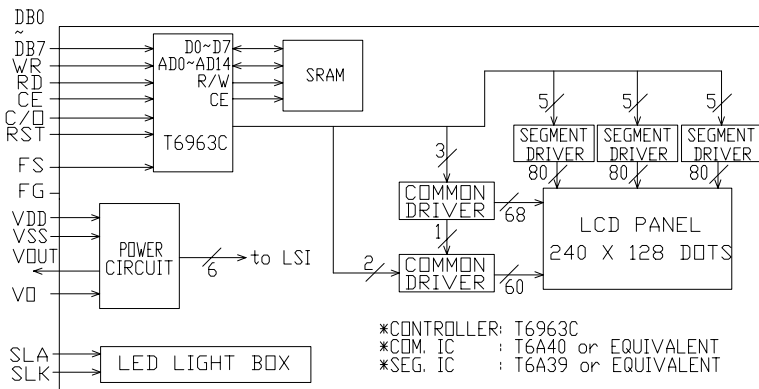 DB0
~
DB7
WR
RD
CE
C/D
RST
FS
FG
VDD
VSS
VOUT
VO
SLA
SLK
D0~D7
AD0~AD14
R/W
CE
T6963C
SRAM
POWER
CIRCUIT
6
to LSI
LED LIGHT BOX
5
5
5
SEGMENT
DRIVER
SEGMENT
DRIVER
SEGMENT
DRIVER
80
80
80
3
COMMON
DRIVER
68
1
2
COMMON
DRIVER
60
LCD PANEL
240 X 128 DOTS
*CONTROLLER: T6963C
*COM. IC : T6A40 or EQUIVALENT
*SEG. IC : T6A39 or EQUIVALENT